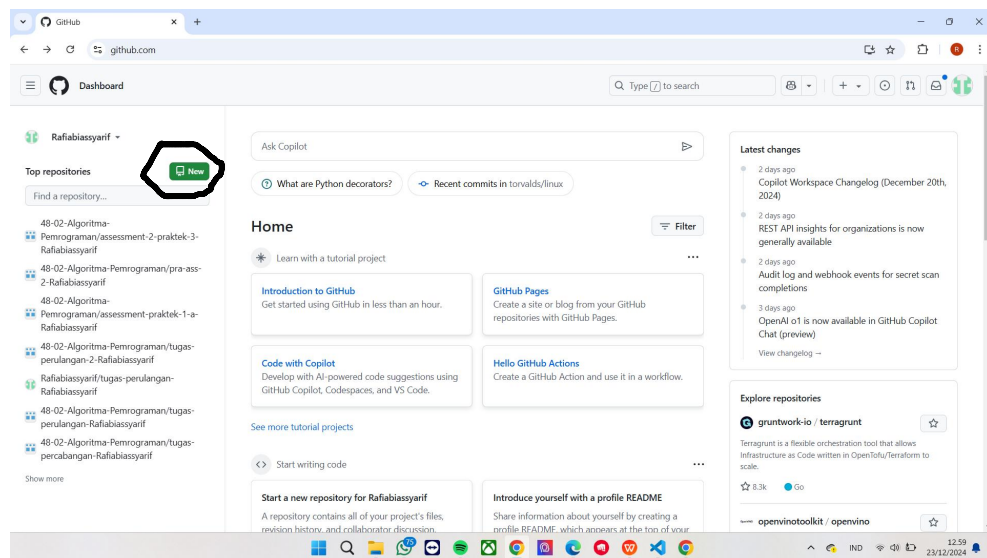 GitHub
github.com
Dashboard
Type / to search
R
Rafiabiassyarif
Top repositories
New
Find a repository...
48-02-Algoritma-
Pemrograman/assessment-2-praktek-3-
Rafiabiassyarif
48-02-Algoritma-Pemrograman/pra-ass-
2-Rafiabiassyarif
48-02-Algoritma-
Pemrograman/assessment-praktek-1-a-
Rafiabiassyarif
48-02-Algoritma-Pemrograman/tugas-
perulangan-2-Rafiabiassyarif
Rafiabiassyarif/tugas-perulangan-
Rafiabiassyarif
48-02-Algoritma-Pemrograman/tugas-
perulangan-Rafiabiassyarif
48-02-Algoritma-Pemrograman/tugas-
percabangan-Rafiabiassyarif
Show more
Ask Copilot
What are Python decorators?
Recent commits in torvalds/linux
Home
Filter
Learn with a tutorial project
Introduction to GitHub
Get started using GitHub in less than an hour.
GitHub Pages
Create a site or blog from your GitHub
repositories with GitHub Pages.
Code with Copilot
Develop with AI-powered code suggestions using
GitHub Copilot, Codespaces, and VS Code.
Hello GitHub Actions
Create a GitHub Action and use it in a workflow.
See more tutorial projects
Start writing code
Start a new repository for Rafiabiassyarif
A repository contains all of your project's files,
revision history, and collaborator discussion.
Introduce yourself with a profile README
Share information about yourself by creating a
profile README, which appears at the top of your
Latest changes
2 days ago
Copilot Workspace Changelog (December 20th,
2024)
2 days ago
REST API insights for organizations is now
generally available
2 days ago
Audit log and webhook events for secret scan
completions
3 days ago
OpenAI o1 is now available in GitHub Copilot
Chat (preview)
View changelog →
Explore repositories
gruntwork-io / terragrunt
Terragrunt is a flexible orchestration tool that allows
Infrastructure as Code written in OpenTofu/Terraform to
scale.
8.3k
Go
openvinotoolkit / openvino
75
IND
12.59
23/12/2024